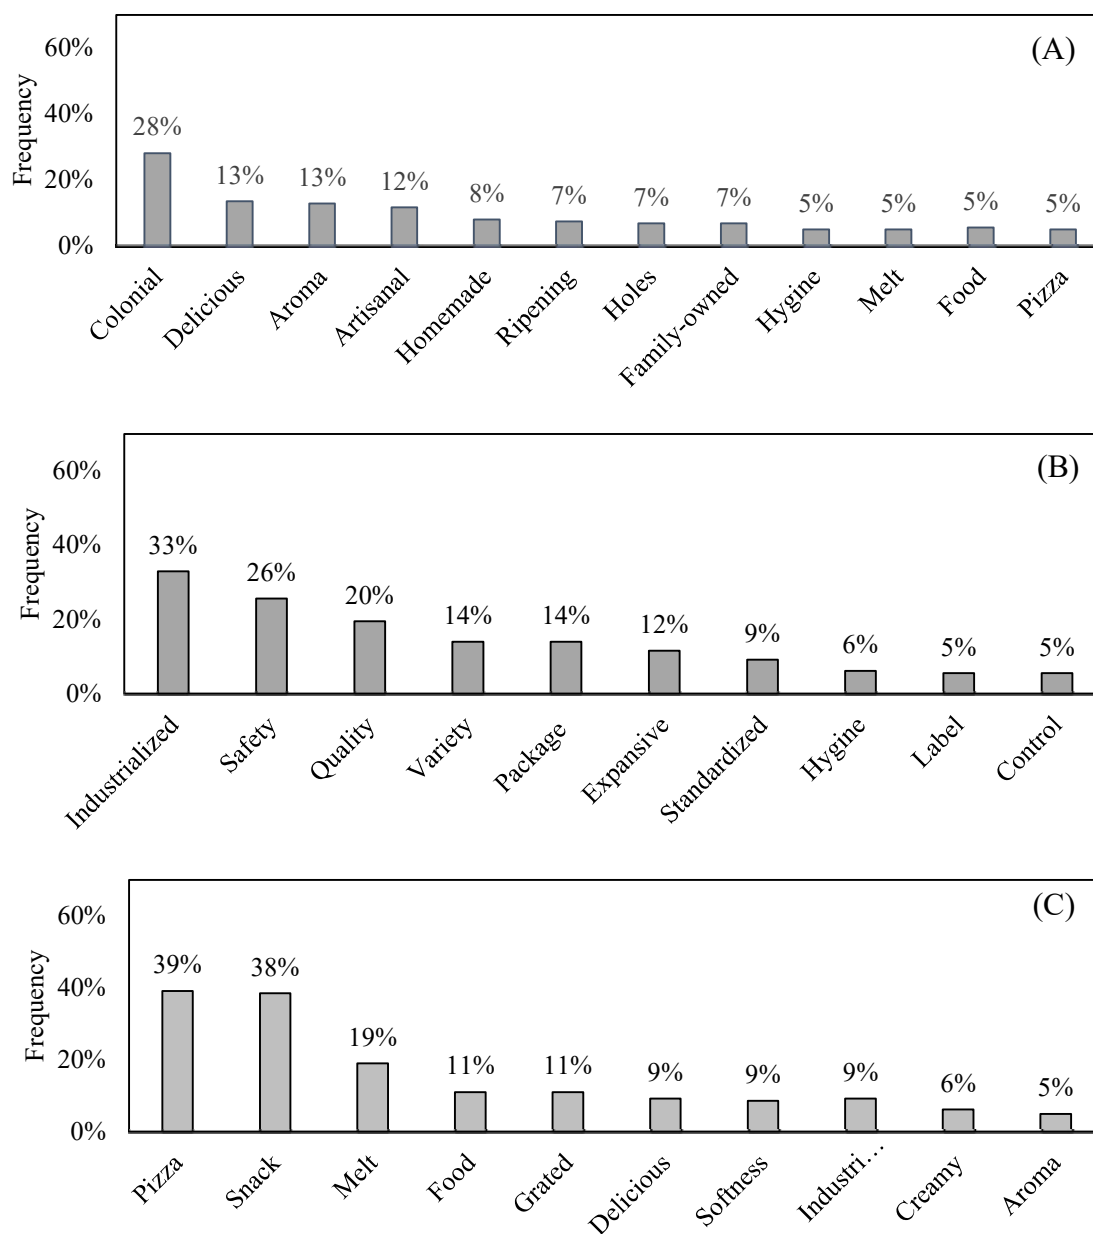 (A)
Frequency
60%
40%
20%
0%
28% 13% 13% 12% 8% 7% 7% 7% 5% 5% 5% 5%
Colonial Delicious Aroma Artisanal Homemade Ripening Holes Family-owned Hygine Melt Food Pizza
(B)
Frequency
60%
40%
20%
0%
33% 26% 20% 14% 14% 12% 9% 6% 5% 5%
Industrialized Safety Quality Variety Package Expansive Standardized Hygine Label Control
(C)
Frequency
60%
40%
20%
0%
39% 38% 19% 11% 11% 9% 9% 9% 6% 5%
Pizza Snack Melt Food Grated Delicious Softness Industri… Creamy Aroma